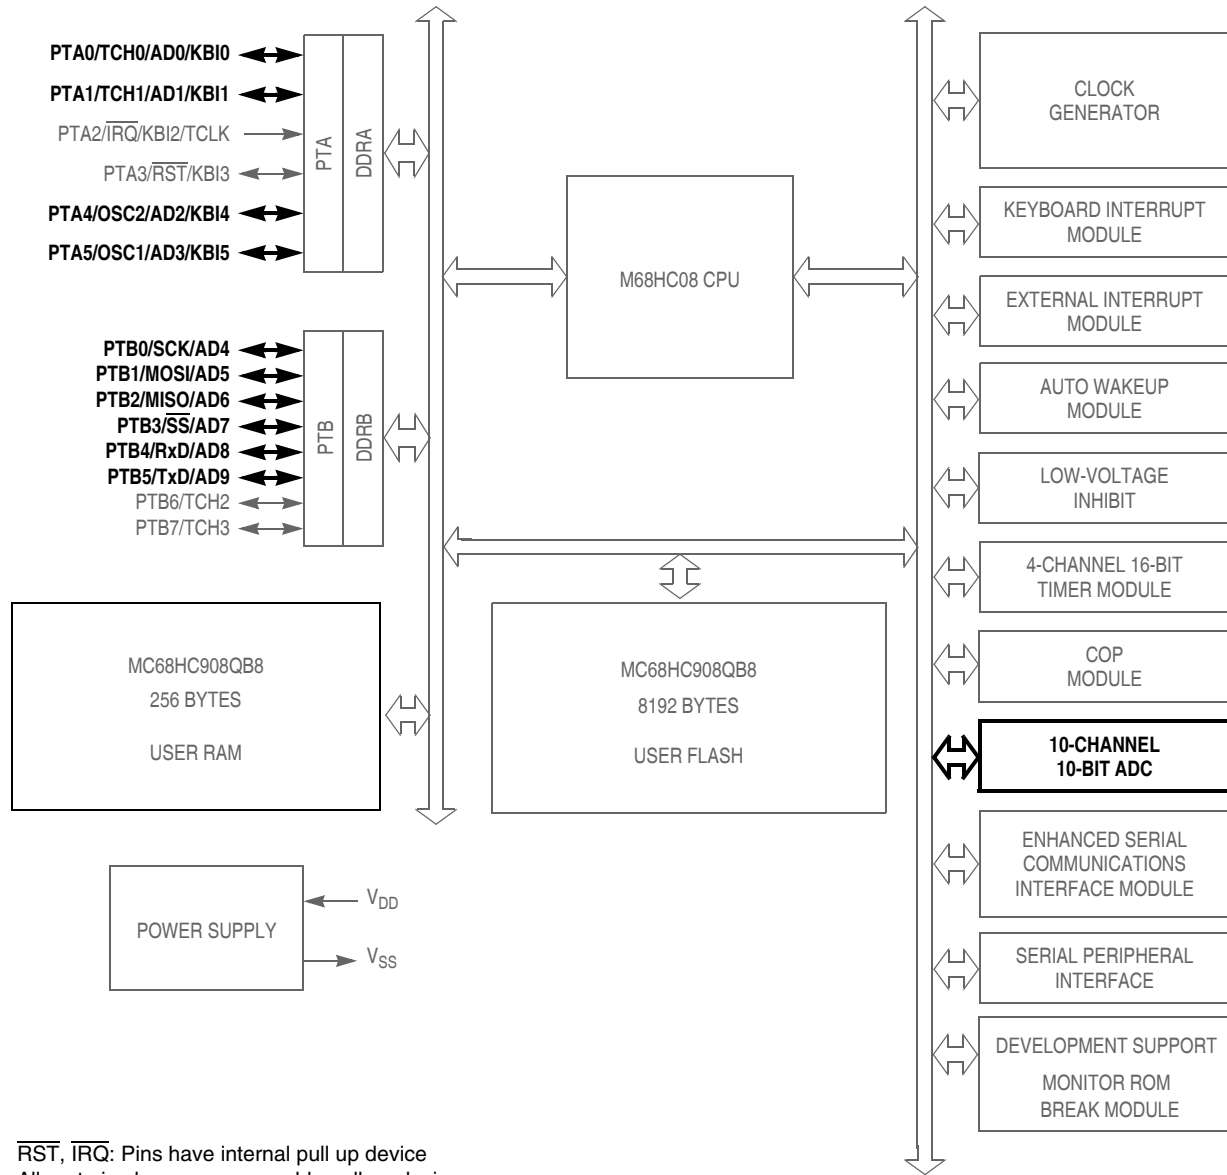 PTA0/TCH0/AD0/KBI0
PTA1/TCH1/AD1/KBI1
PTA2/IRQ/KBI2/TCLK
PTA3/RST/KBI3
PTA4/OSC2/AD2/KBI4
PTA5/OSC1/AD3/KBI5
PTA
DDRA
PTB0/SCK/AD4
PTB1/MOSI/AD5
PTB2/MISO/AD6
PTB3/SS/AD7
PTB4/RxD/AD8
PTB5/TxD/AD9
PTB6/TCH2
PTB7/TCH3
PTB
DDRB
M68HC08 CPU
MC68HC908QB8
256 BYTES
USER RAM
MC68HC908QB8
8192 BYTES
USER FLASH
POWER SUPPLY
VDD
VSS
CLOCK
GENERATOR
KEYBOARD INTERRUPT
MODULE
EXTERNAL INTERRUPT
MODULE
AUTO WAKEUP
MODULE
LOW-VOLTAGE
INHIBIT
4-CHANNEL 16-BIT
TIMER MODULE
COP
MODULE
10-CHANNEL
10-BIT ADC
ENHANCED SERIAL
COMMUNICATIONS
INTERFACE MODULE
SERIAL PERIPHERAL
INTERFACE
DEVELOPMENT SUPPORT
MONITOR ROM
BREAK MODULE
RST, IRQ: Pins have internal pull up device